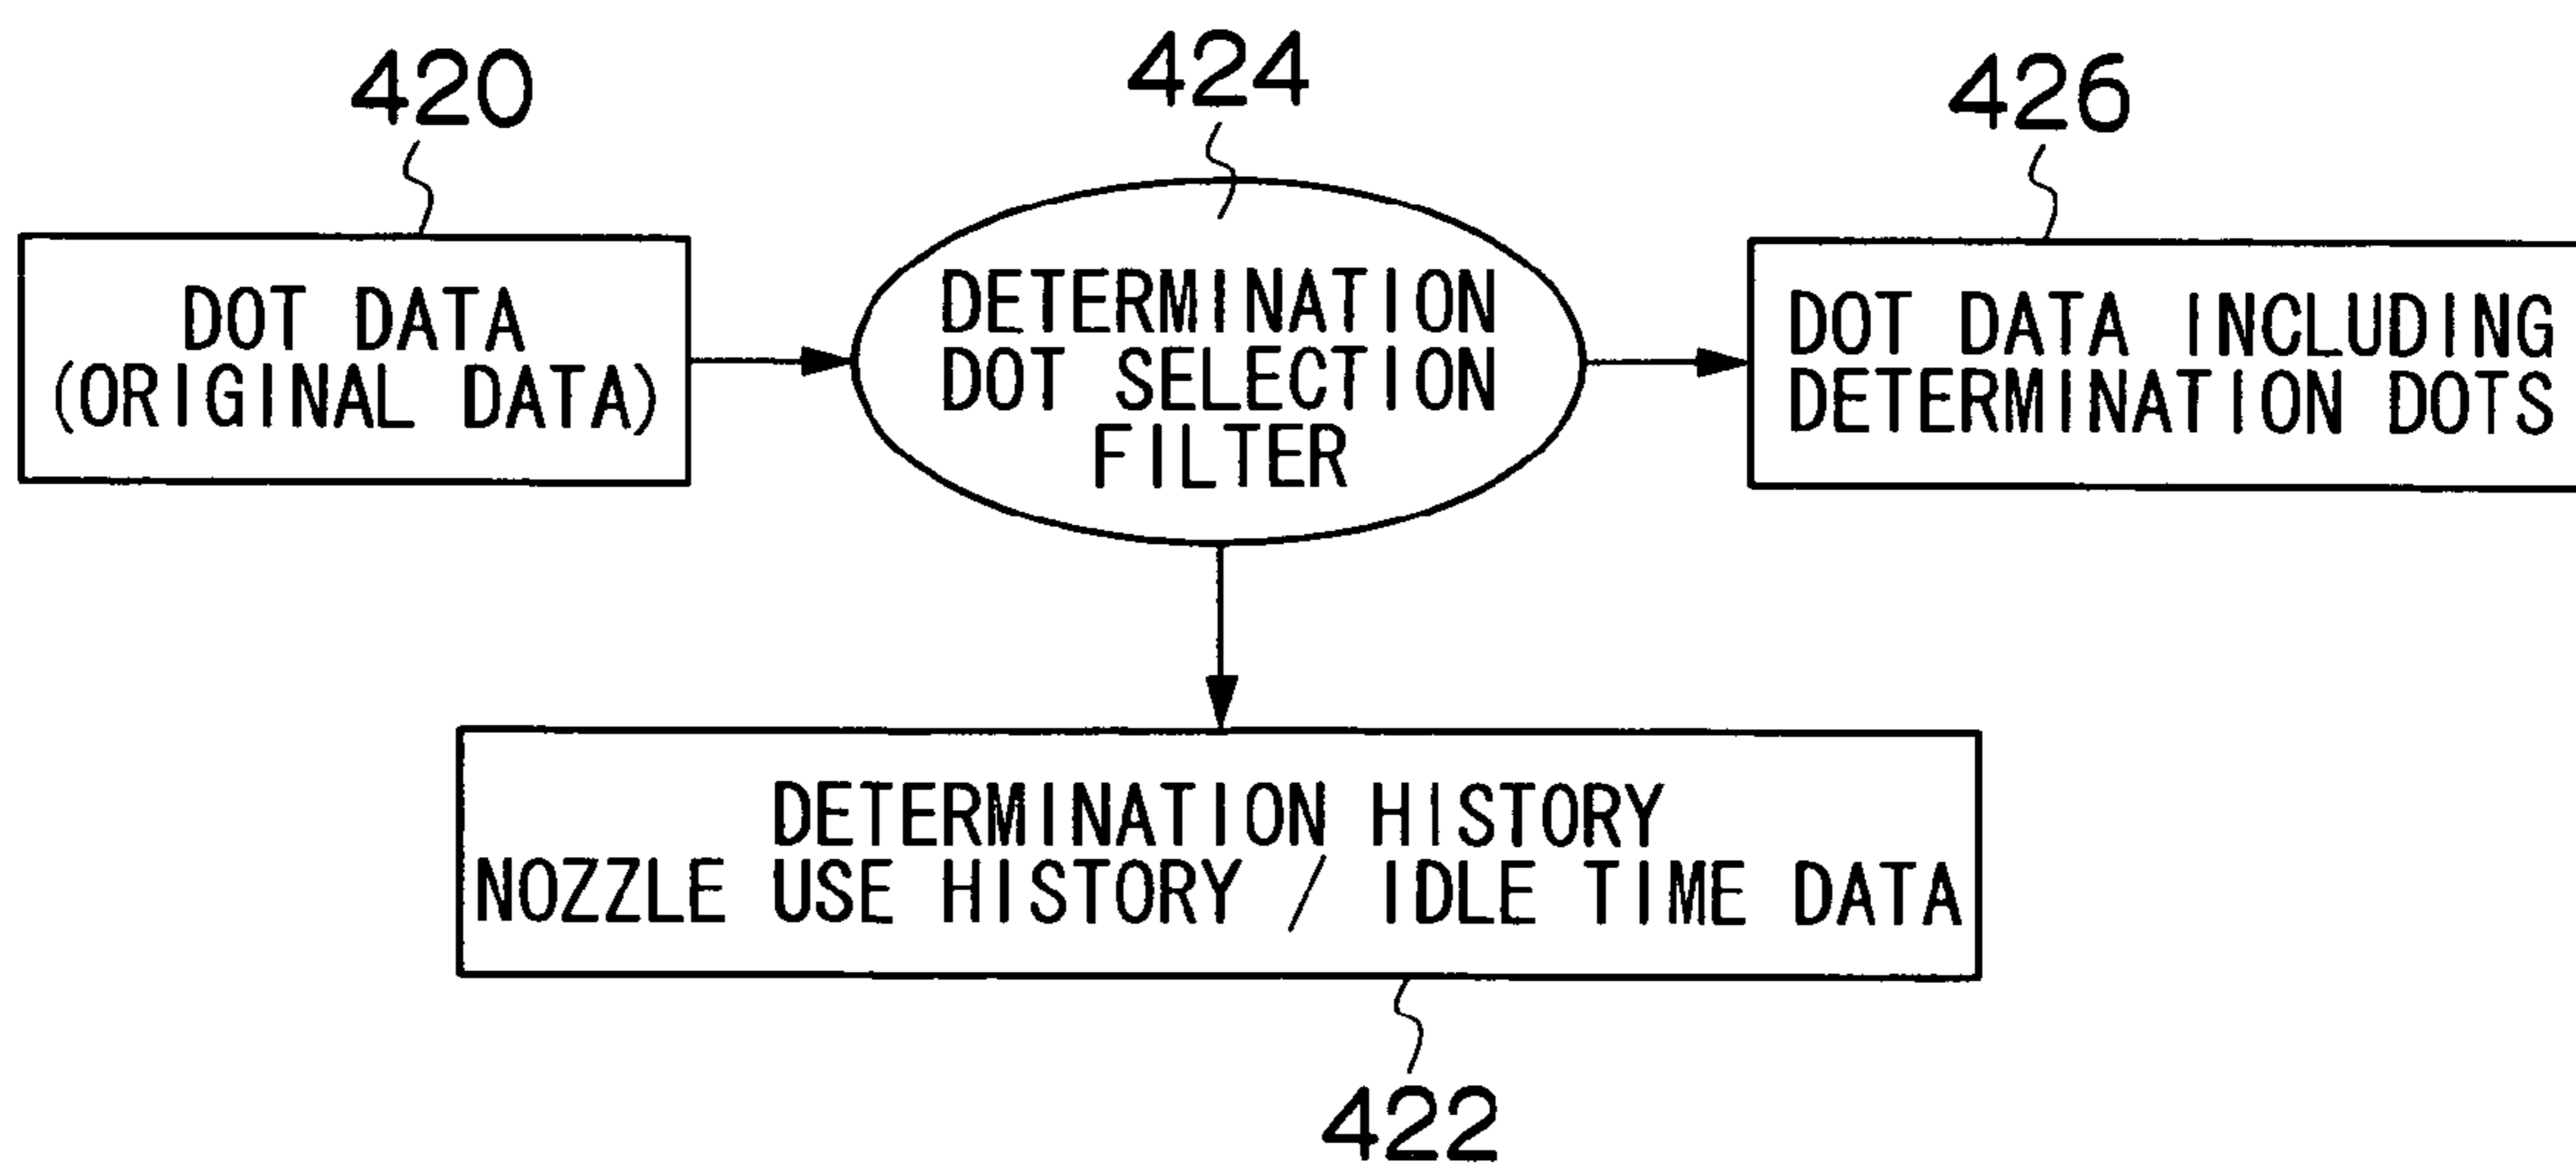 420
424
426
DOT DATA
(ORIGINAL DATA)
DETERMINATION
DOT SELECTION
FILTER
DOT DATA INCLUDING
DETERMINATION DOTS
DETERMINATION HISTORY
NOZZLE USE HISTORY / IDLE TIME DATA
422